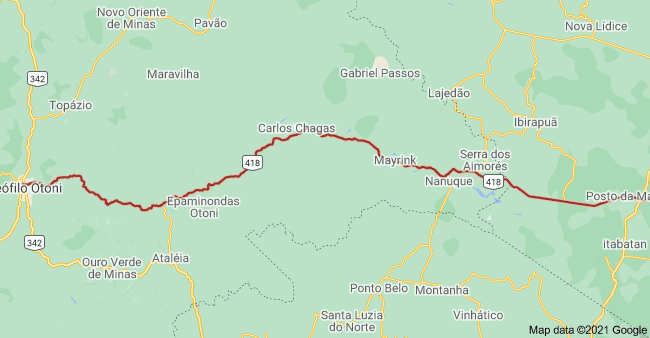 Novo Oriente
de Minas
Pavão
Nova Lídice
342
Maravilha
Gabriel Passos
Topázio
Lajedão
Ibirapuã
Carlos Chagas
418
Mayrink
Serra dos
Aimorés
Nanuque
418
eófilo Otoni
Epaminondas
Otoni
Posto da Ma
342
itabatan
Ouro Verde
de Minas
Ataléia
Ponto Belo
Montanha
Santa Luzia
do Norte
Vinhático
Map data ©2021 Google